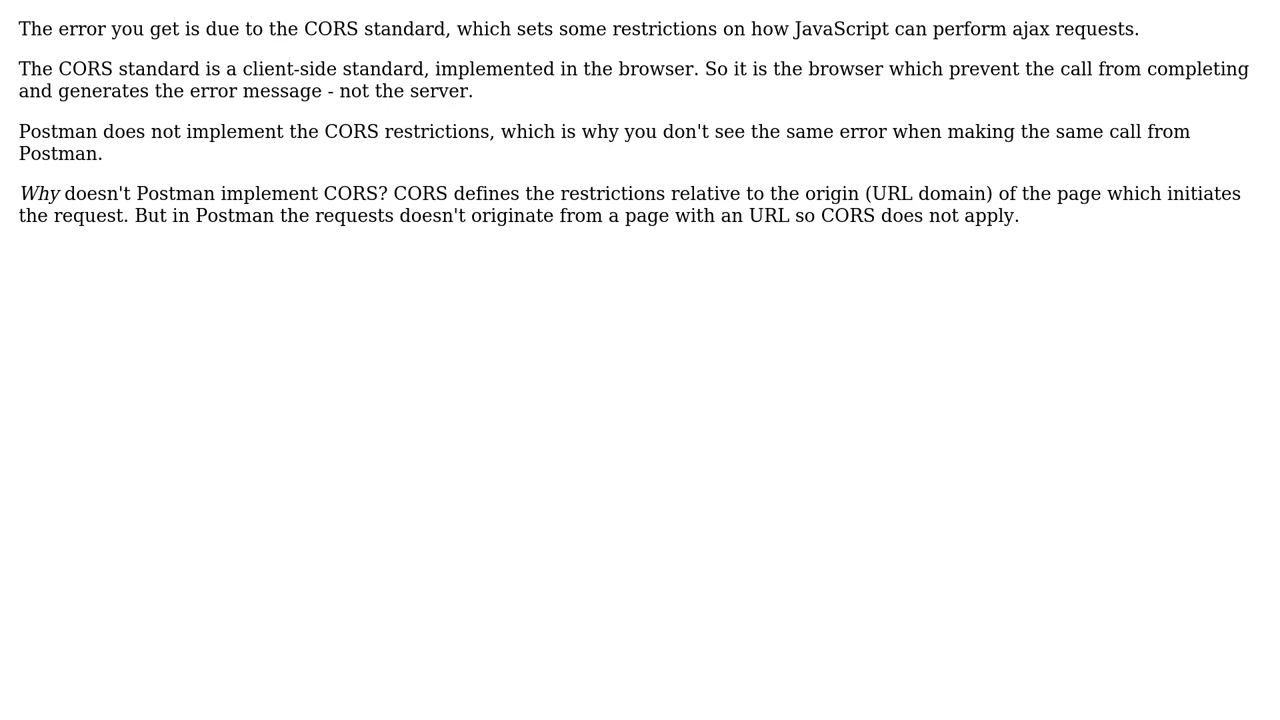 The error you get is due to the CORS standard, which sets some restrictions on how JavaScript can perform ajax requests.
The CORS standard is a client-side standard, implemented in the browser. So it is the browser which prevent the call from completing
and generates the error message - not the server.
Postman does not implement the CORS restrictions, which is why you don't see the same error when making the same call from
Postman.
Why doesn't Postman implement CORS? CORS defines the restrictions relative to the origin (URL domain) of the page which initiates
the request. But in Postman the requests doesn't originate from a page with an URL so CORS does not apply.